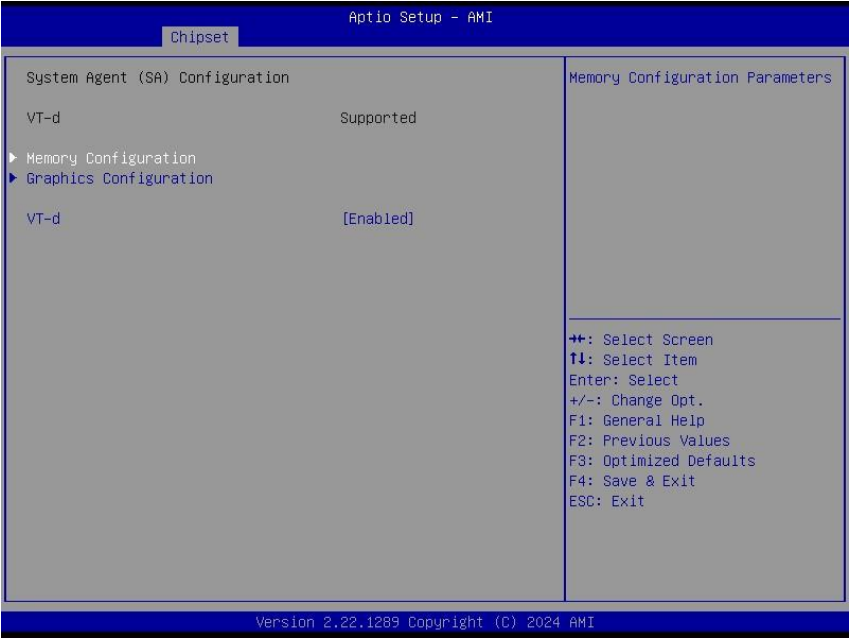 Aptio Setup – AMI
Chipset
System Agent (SA) Configuration
VT-d Supported
▶ Memory Configuration
▶ Graphics Configuration
VT-d [Enabled]
Memory Configuration Parameters
→←: Select Screen
↑↓: Select Item
Enter: Select
+/-: Change Opt.
F1: General Help
F2: Previous Values
F3: Optimized Defaults
F4: Save & Exit
ESC: Exit
Version 2.22.1289 Copyright (C) 2024 AMI